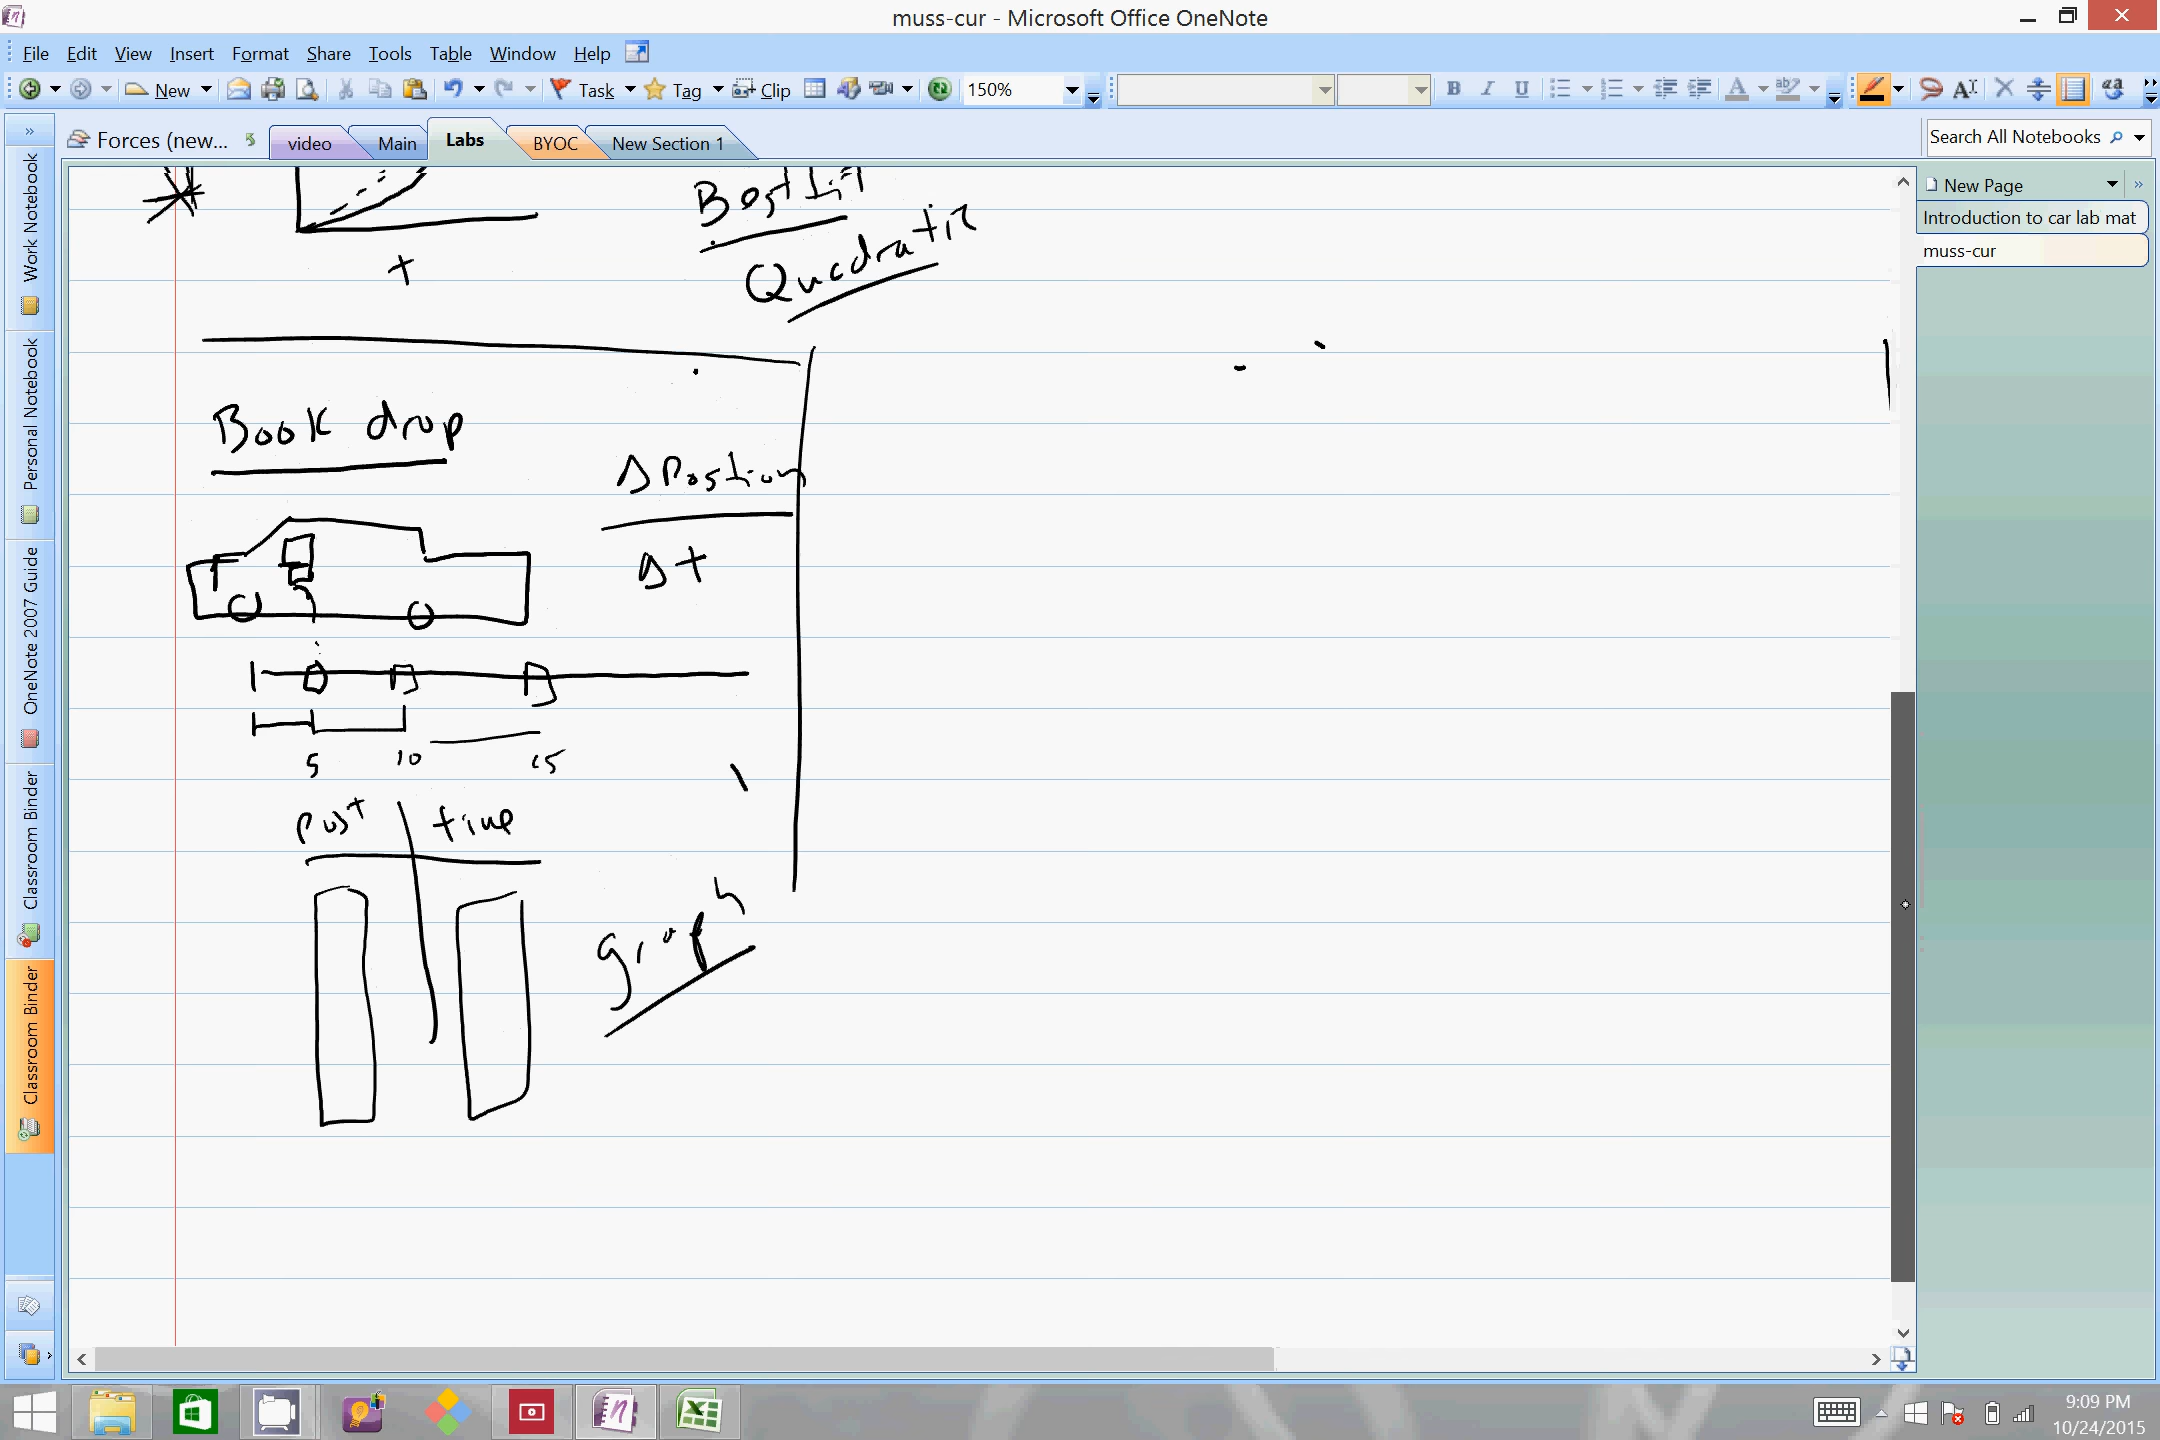 muss-cur - Microsoft Office OneNote
File Edit View Insert Format Share Tools Table Window Help
New Task Tag Clip 150% B I U
Forces (new... video Main Labs BYOC New Section 1
Search All Notebooks
New Page
Introduction to car lab mat
muss-cur
Work Notebook
Personal Notebook
OneNote 2007 Guide
Classroom Binder
Classroom Binder
Best fit
Quadratic
t
Book drop
Δ Postion
Δ t
5 10 15
post time
graph
9:09 PM
10/24/2015